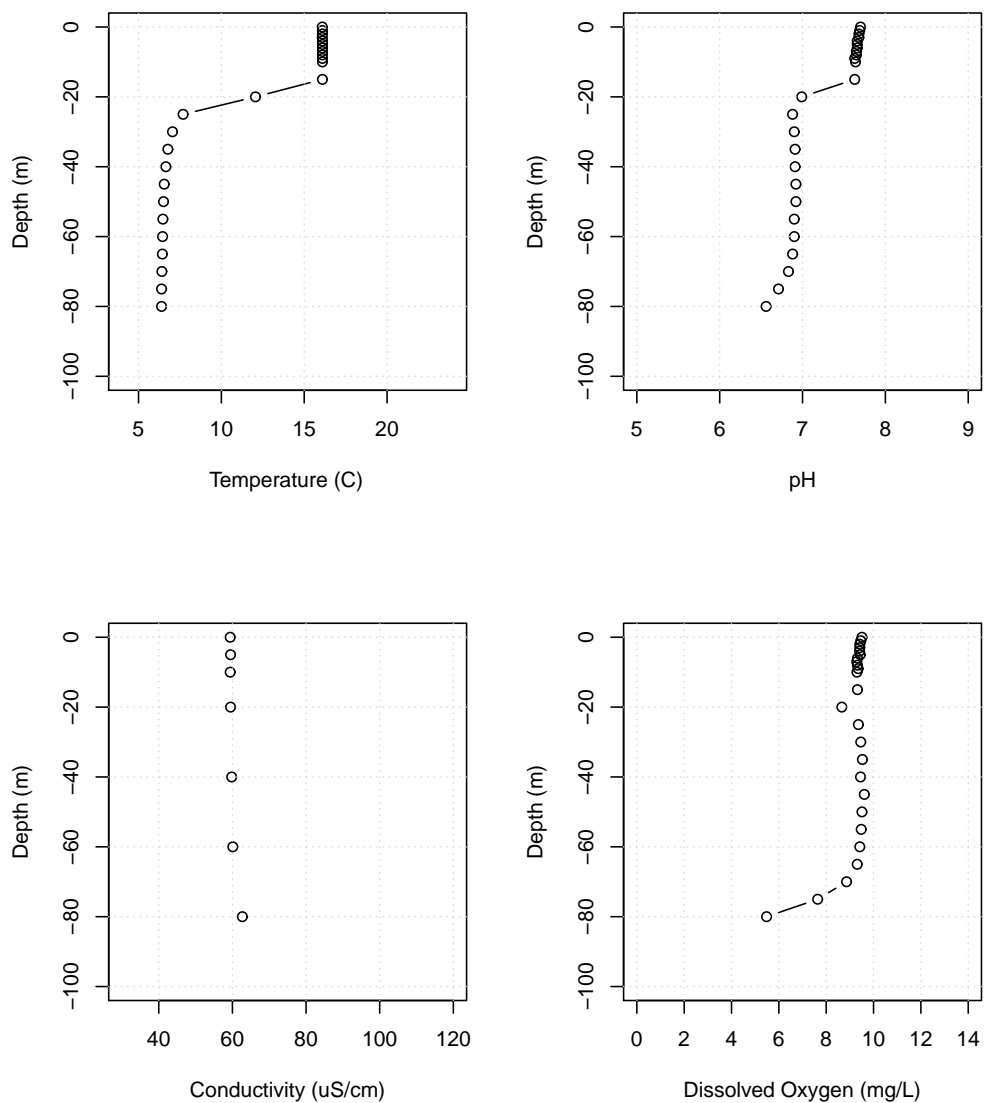 0
−20
−40
−60
−80
−100
Depth (m)
5 10 15 20
Temperature (C)
0
−20
−40
−60
−80
−100
Depth (m)
5 6 7 8 9
pH
0
−20
−40
−60
−80
−100
Depth (m)
40 60 80 100 120
Conductivity (uS/cm)
0
−20
−40
−60
−80
−100
Depth (m)
0 2 4 6 8 10 12 14
Dissolved Oxygen (mg/L)